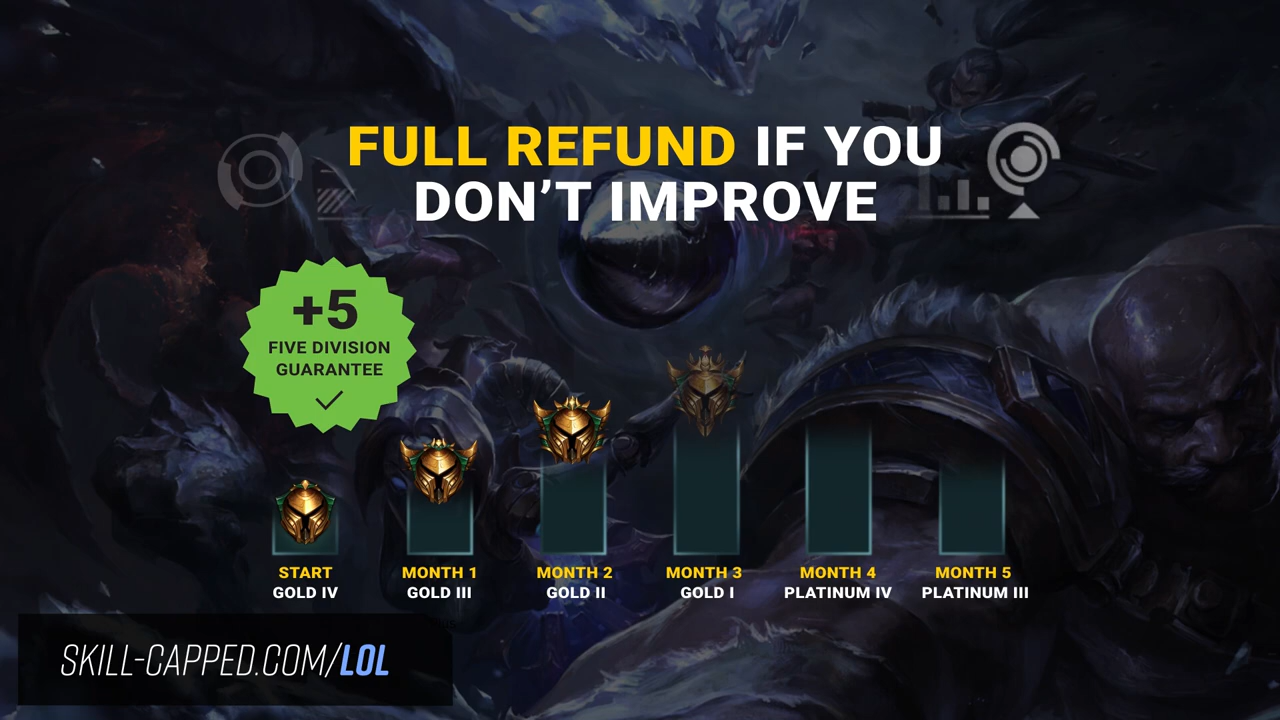 FULL REFUND IF YOU
DON’T IMPROVE
+5
FIVE DIVISION
GUARANTEE
START
GOLD IV
MONTH 1
GOLD III
MONTH 2
GOLD II
MONTH 3
GOLD I
MONTH 4
PLATINUM IV
MONTH 5
PLATINUM III
SKILL-CAPPED.COM/LOL